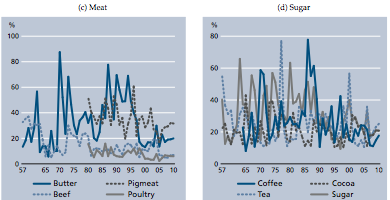 (c) Meat
%
100
80
60
40
20
0
57 65 70 75 80 85 90 95 00 05 10
Butter Pigmeat
Beef Poultry
(d) Sugar
%
80
60
40
20
0
57 65 70 75 80 85 90 95 00 05 10
Coffee Cocoa
Tea Sugar